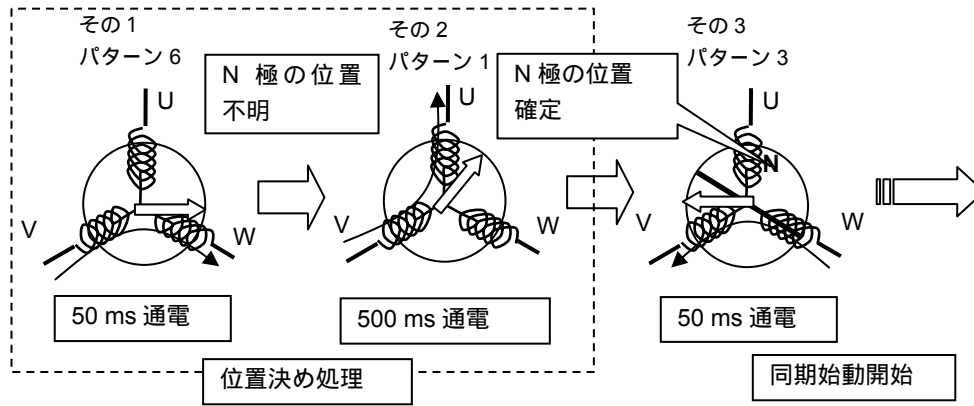 その1
パターン 6
N 極の位置
不明
U
V
W
50 ms 通電
その2
パターン 1
N 極の位置
確定
U
V
W
500 ms 通電
位置決め処理
その3
パターン 3
U
N
V
W
50 ms 通電
同期始動開始